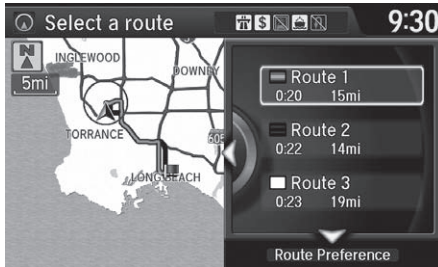 Select a route
$
9:30
N
5mi
INGLEWOOD
DOWNEY
TORRANCE
605
LONG BEACH
Route 1
0:20 15mi
Route 2
0:22 14mi
Route 3
0:23 19mi
Route Preference